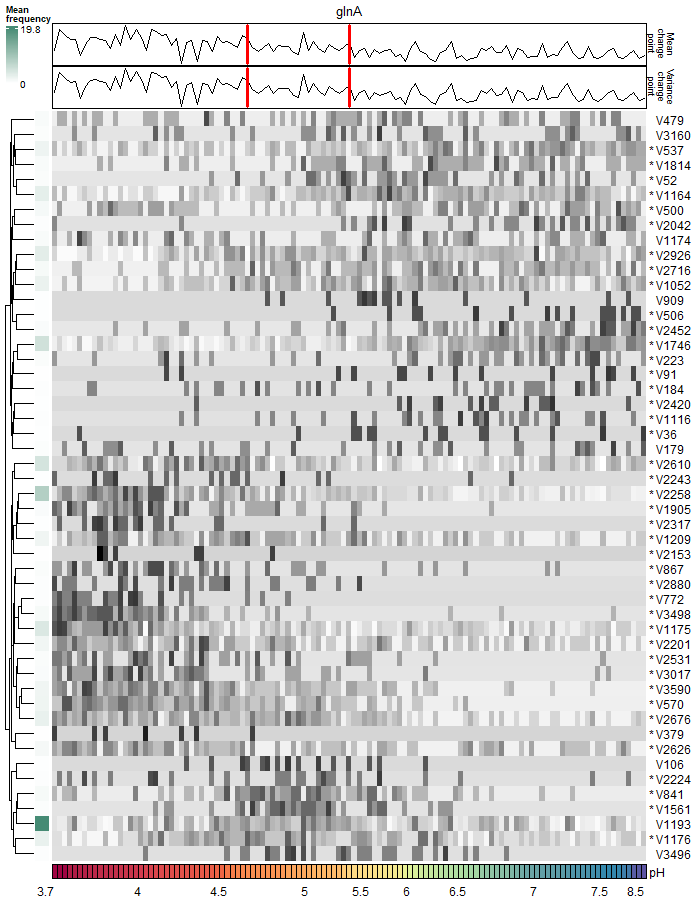 glnA
Mean
frequency
19.8
0
Mean
change
point
Variance
change
point
V479
V3160
* V537
* V1814
* V52
* V1164
* V500
* V2042
V1174
* V2926
* V2716
* V1052
V909
* V506
* V2452
* V1746
* V223
* V91
* V184
* V2420
* V1116
* V36
V179
* V2610
* V2243
* V2258
* V1905
* V2317
* V1209
* V2153
* V867
* V2880
* V772
* V3498
* V1175
* V2201
* V2531
* V3017
* V3590
* V570
* V2676
* V379
* V2626
V106
* V2224
* V841
* V1561
V1193
* V1176
V3496
pH
3.7 4 4.5 5 5.5 6 6.5 7 7.5 8.5